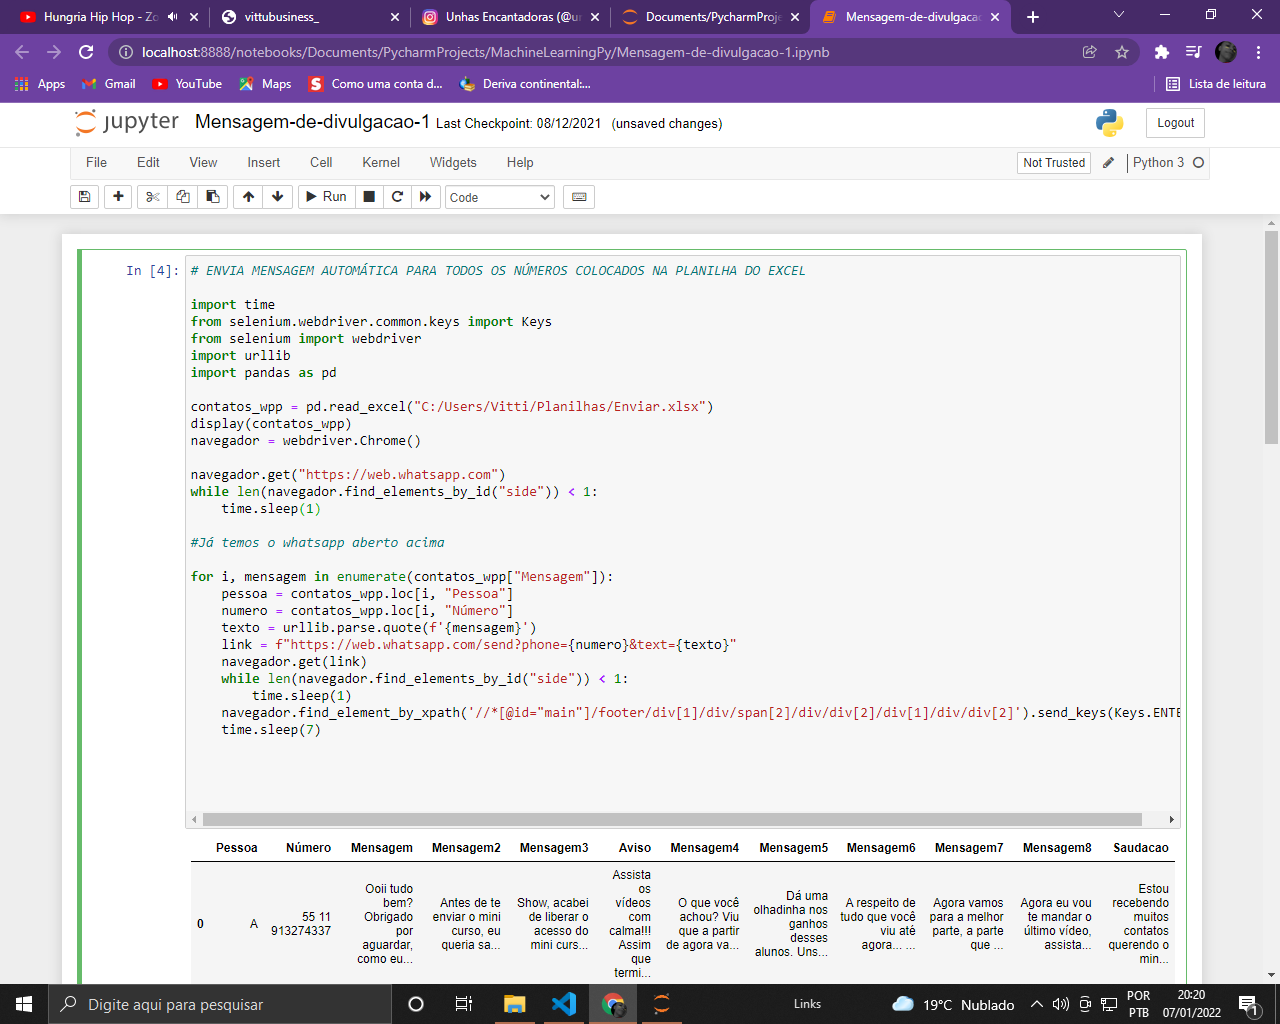 Hungria Hip Hop - Zo
vittubusiness_
Unhas Encantadoras (@ur
Documents/PycharmProje
Mensagem-de-divulgacao
localhost:8888/notebooks/Documents/PycharmProjects/MachineLearningPy/Mensagem-de-divulgacao-1.ipynb
Apps
Gmail
YouTube
Maps
Como uma conta d...
Deriva continental:...
Lista de leitura
jupyter Mensagem-de-divulgacao-1 Last Checkpoint: 08/12/2021 (unsaved changes)
Logout
File Edit View Insert Cell Kernel Widgets Help
Not Trusted
Python 3
Run
Code
In [4]:
# ENVIA MENSAGEM AUTOMÁTICA PARA TODOS OS NÚMEROS COLOCADOS NA PLANILHA DO EXCEL
import time
from selenium.webdriver.common.keys import Keys
from selenium import webdriver
import urllib
import pandas as pd
contatos_wpp = pd.read_excel("C:/Users/Vitti/Planilhas/Enviar.xlsx")
display(contatos_wpp)
navegador = webdriver.Chrome()
navegador.get("https://web.whatsapp.com")
while len(navegador.find_elements_by_id("side")) < 1:
    time.sleep(1)
#Já temos o whatsapp aberto acima
for i, mensagem in enumerate(contatos_wpp["Mensagem"]):
    pessoa = contatos_wpp.loc[i, "Pessoa"]
    numero = contatos_wpp.loc[i, "Número"]
    texto = urllib.parse.quote(f'{mensagem}')
    link = f"https://web.whatsapp.com/send?phone={numero}&text={texto}"
    navegador.get(link)
    while len(navegador.find_elements_by_id("side")) < 1:
        time.sleep(1)
    navegador.find_element_by_xpath('//*[@id="main"]/footer/div[1]/div/span[2]/div/div[2]/div[1]/div/div[2]').send_keys(Keys.ENTE
    time.sleep(7)
Pessoa Número Mensagem Mensagem2 Mensagem3 Aviso Mensagem4 Mensagem5 Mensagem6 Mensagem7 Mensagem8 Saudacao
0
A
55 11
913274337
Ooii tudo
bem?
Obrigado
por
aguardar,
como eu...
Antes de te
enviar o mini
curso, eu
queria sa...
Show, acabei
de liberar o
acesso do
mini curs...
Assista
os
vídeos
com
calma!!!
Assim
que
termi...
O que você
achou? Viu
que a partir
de agora va...
Dá uma
olhadinha nos
ganhos
desses
alunos. Uns...
A respeito de
tudo que você
viu até
agora... ...
Agora vamos
para a melhor
parte, a parte
que ...
Agora eu vou
te mandar o
último vídeo,
assista...
Estou
recebendo
muitos
contatos
querendo o
min...
Digite aqui para pesquisar
Links
19°C Nublado
POR
PTB
20:20
07/01/2022
1